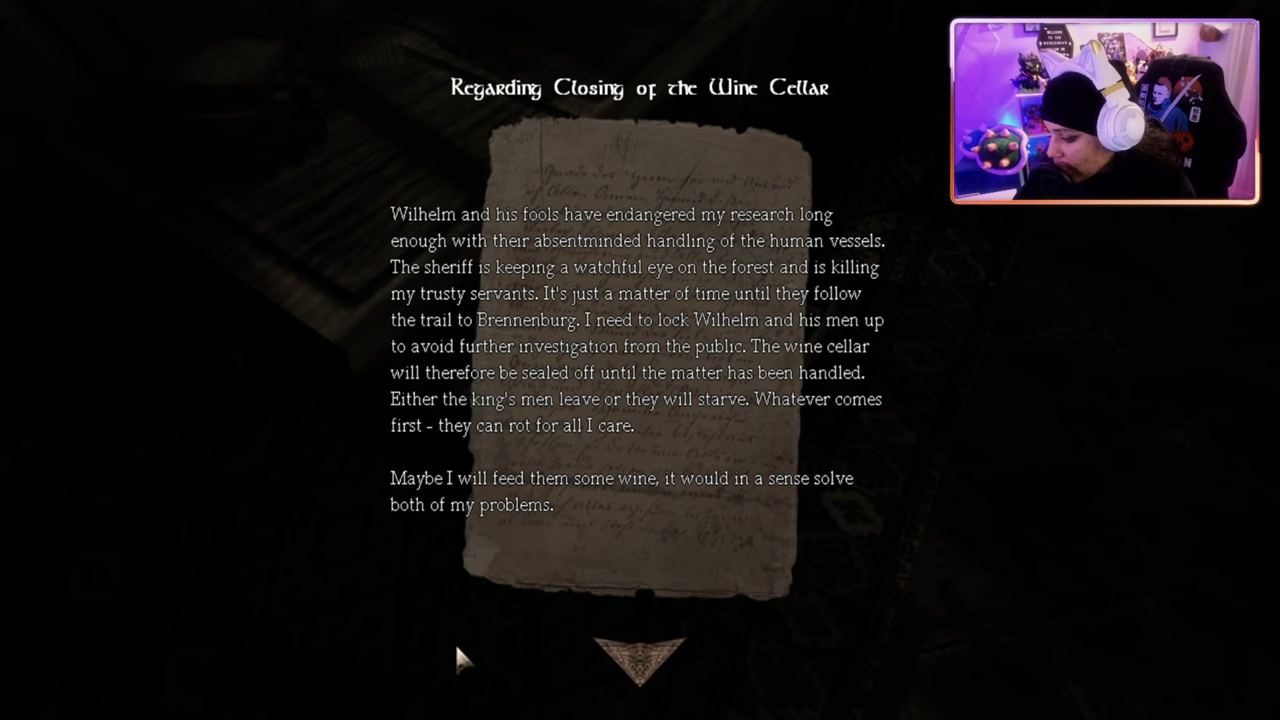 Regarding Closing of the Wine Cellar
Wilhelm and his fools have endangered my research long
enough with their absentminded handling of the human vessels.
The sheriff is keeping a watchful eye on the forest and is killing
my trusty servants. It's just a matter of time until they follow
the trail to Brennenburg. I need to lock Wilhelm and his men up
to avoid further investigation from the public. The wine cellar
will therefore be sealed off until the matter has been handled.
Either the king's men leave or they will starve. Whatever comes
first - they can rot for all I care.
Maybe I will feed them some wine, it would in a sense solve
both of my problems.